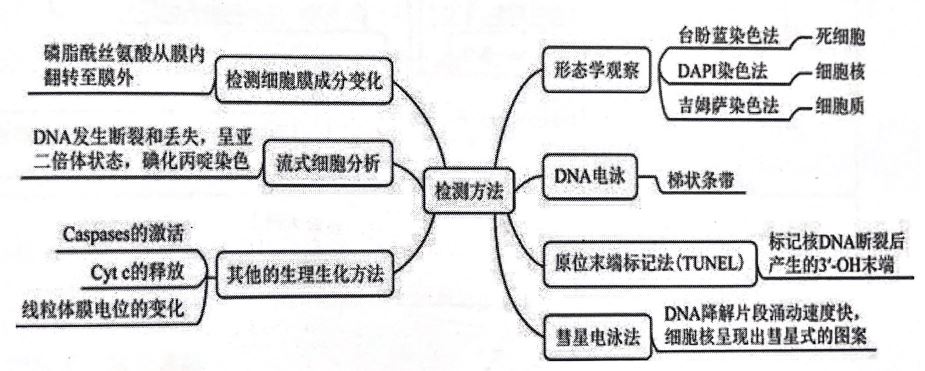 检测方法
形态学观察
台盼蓝染色法
死细胞
DAPI染色法
细胞核
吉姆萨染色法
细胞质
DNA电泳
梯状条带
原位末端标记法(TUNEL)
标记核DNA断裂后
产生的3'-OH末端
彗星电泳法
DNA降解片段涌动速度快,
细胞核呈现出彗星式的图案
检测细胞膜成分变化
磷脂酰丝氨酸从膜内
翻转至膜外
流式细胞分析
DNA发生断裂和丢失，呈亚
二倍体状态，碘化丙啶染色
其他的生理生化方法
Caspases的激活
Cyt c的释放
线粒体膜电位的变化